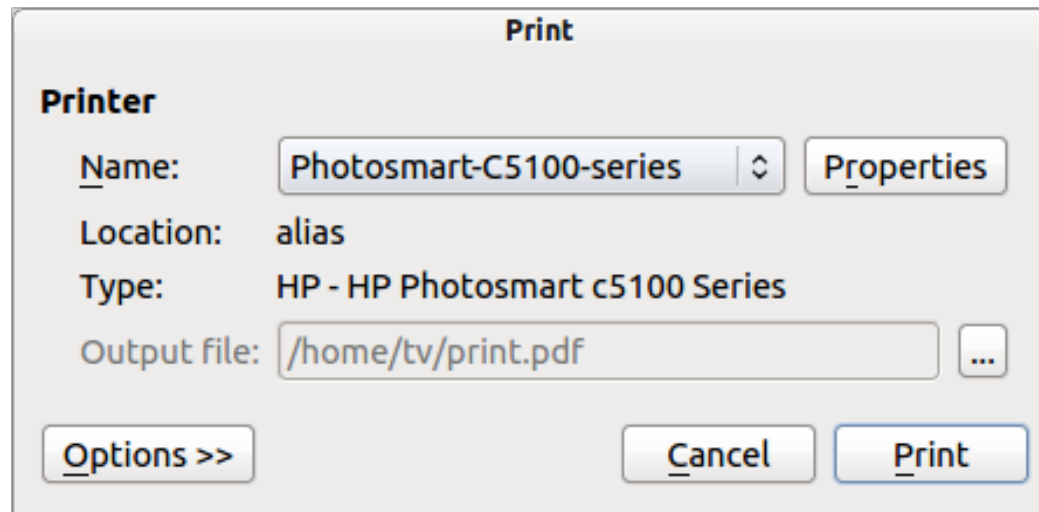 Print
Printer
Name: Photosmart-C5100-series Properties
Location: alias
Type: HP - HP Photosmart c5100 Series
Output file: /home/tv/print.pdf ...
Options >> Cancel Print